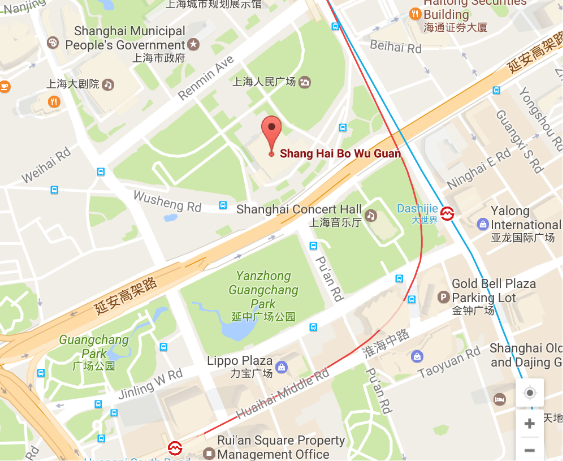 Nanjing
上海城市规划展示馆
Haitong Securities
Building
海通证券大厦
Shanghai Municipal
People's Government
上海市政府
Beihai Rd
延安高架路
Renmin Ave
上海大剧院
上海人民广场
Yongshou Rd
Guangxi S Rd
Weihai Rd
Shang Hai Bo Wu Guan
Ninghai E Rd
Wusheng Rd
Shanghai Concert Hall
上海音乐厅
Dashijie
大世界
Yalong
International
亚龙国际广场
Yanzhong
Guangchang
Park
延中广场公园
Pu'an Rd
延安高架路
Gold Bell Plaza
Parking Lot
金钟广场
Guangchang
Park
广场公园
淮海中路
Shanghai Old
and Dajing G
Lippo Plaza
力宝广场
Taoyuan Rd
Jinling W Rd
Huaihai Middle Rd
Pu'an Rd
天地
Rui'an Square Property
Management Office